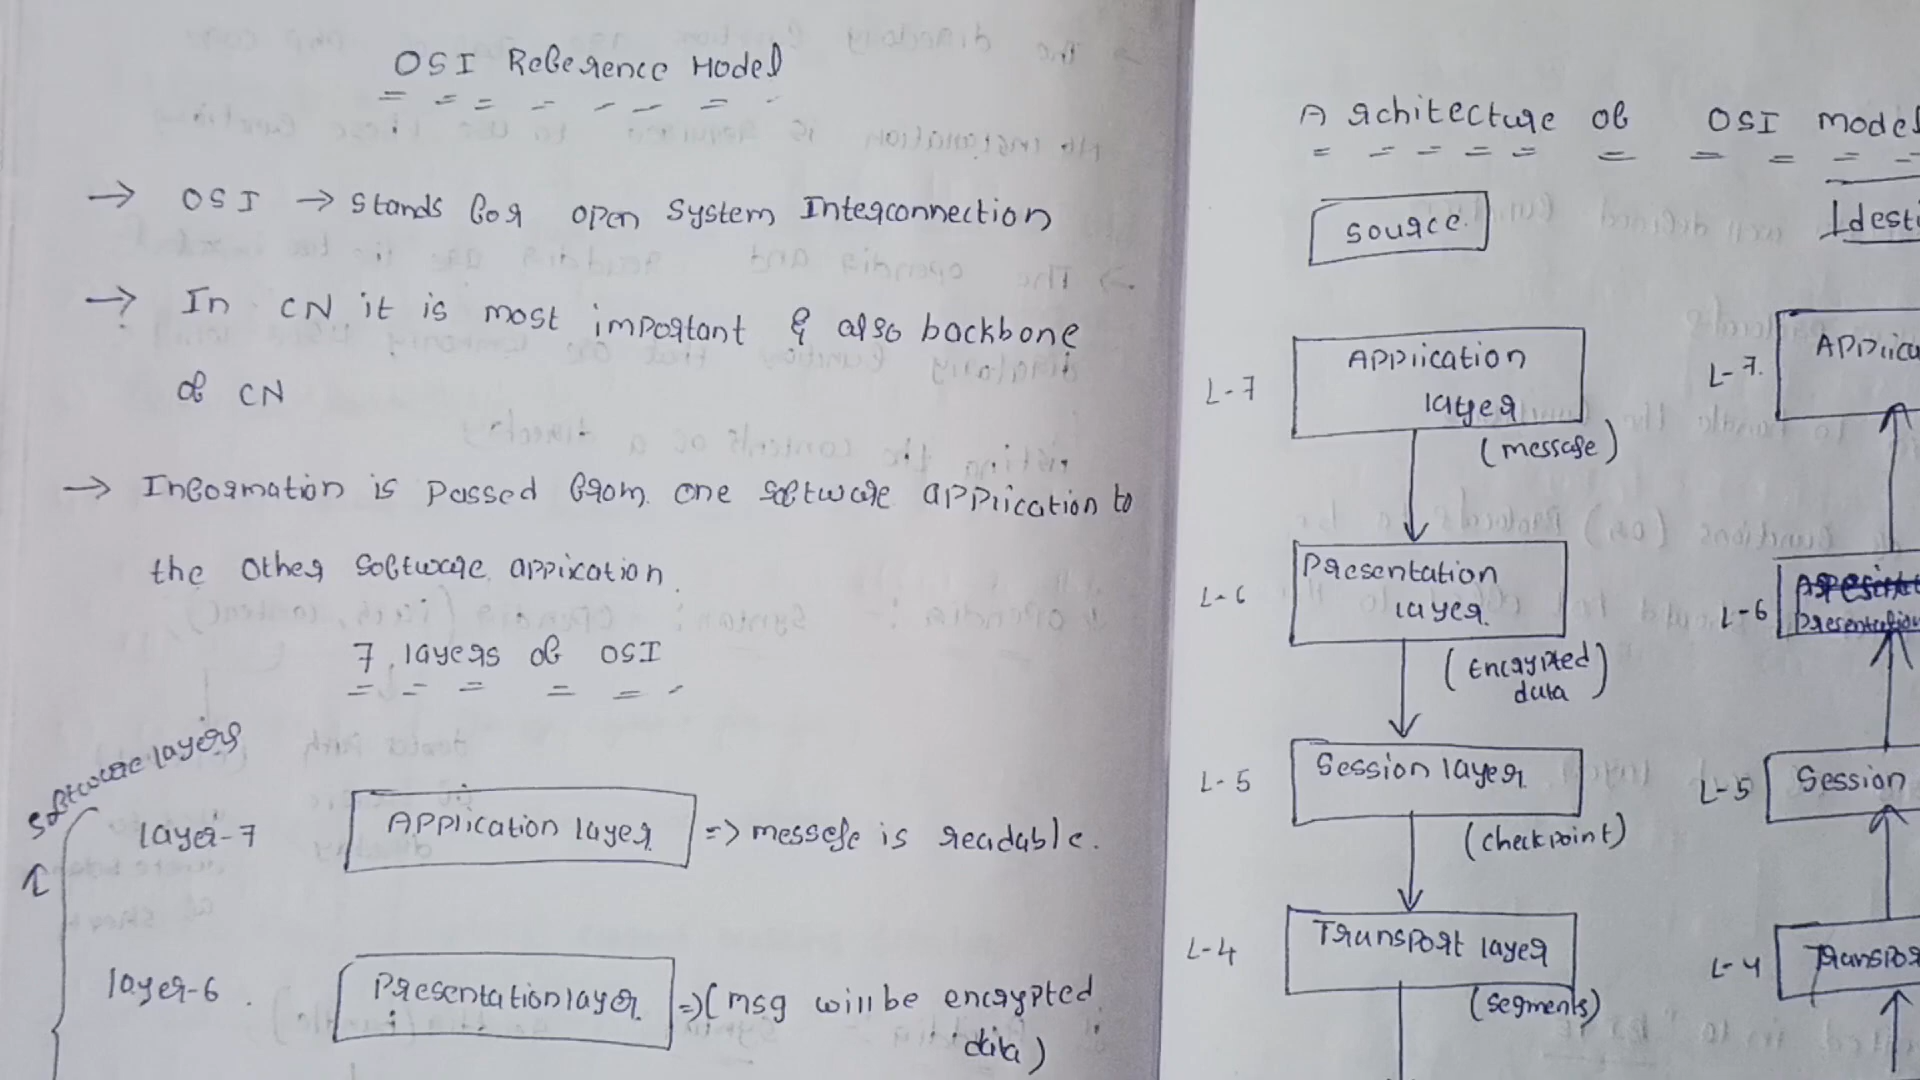 OSI Reference Model
→ OSI → Stands for open System Interconnection
→ In CN it is most important & also backbone
of CN
→ Information is Passed from one software application to
the other software appixation.
7 layers of OSI
software layers
layer-7 Application layer => messege is readable.
layer-6 Presentation layer => (msg will be encrypted
data)
Architecture of OSI model
source
L-7 Application
layer
(message)
L-6 Presentation
layer
(Encrypted
data)
L-5 Session layer
(checkpoint)
L-4 Transport layer
(segments)
L-7.
L-6
Presentation
L-5 Session
L-4